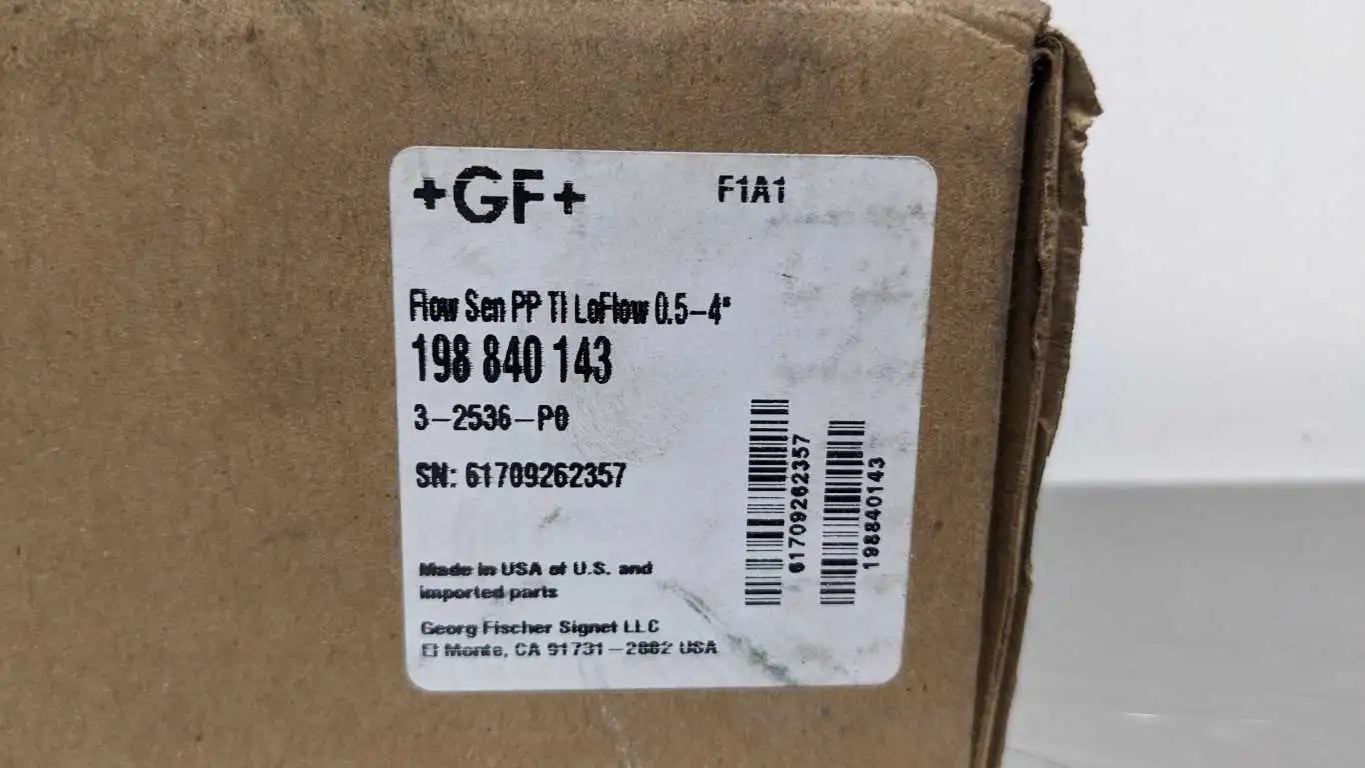 +GF+ F1A1
Flow Sen PP TI LoFlow 0.5-4"
198 840 143
3-2536-P0
SN: 61709262357
61709262357
198840143
Made in USA of U.S. and
imported parts
Georg Fischer Signet LLC
El Monte, CA 91731-2882 USA